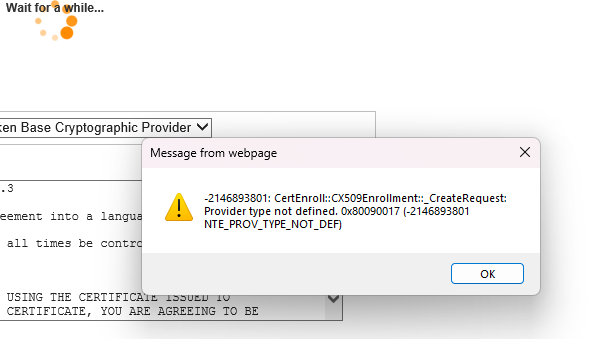 Wait for a while...
ken Base Cryptographic Provider
Message from webpage
.3
-2146893801: CertEnroll::CX509Enrollment::_CreateRequest:
Provider type not defined. 0x80090017 (-2146893801
NTE_PROV_TYPE_NOT_DEF)
eement into a langua
all times be contro
OK
USING THE CERTIFICATE ISSUED TO
CERTIFICATE, YOU ARE AGREEING TO BE